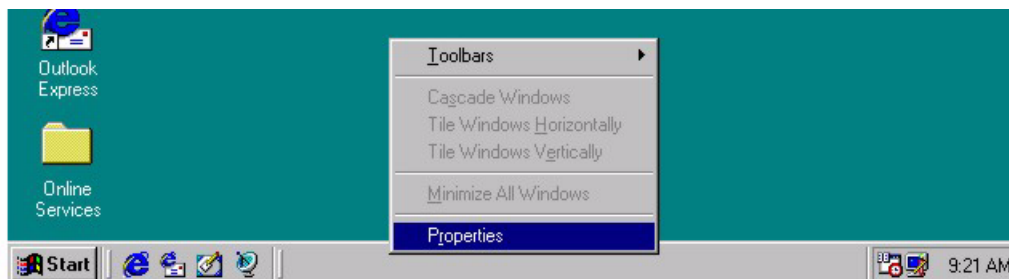 Outlook
Express
Online
Services
Toolbars
Cascade Windows
Tile Windows Horizontally
Tile Windows Vertically
Minimize All Windows
Properties
Start
9:21 AM